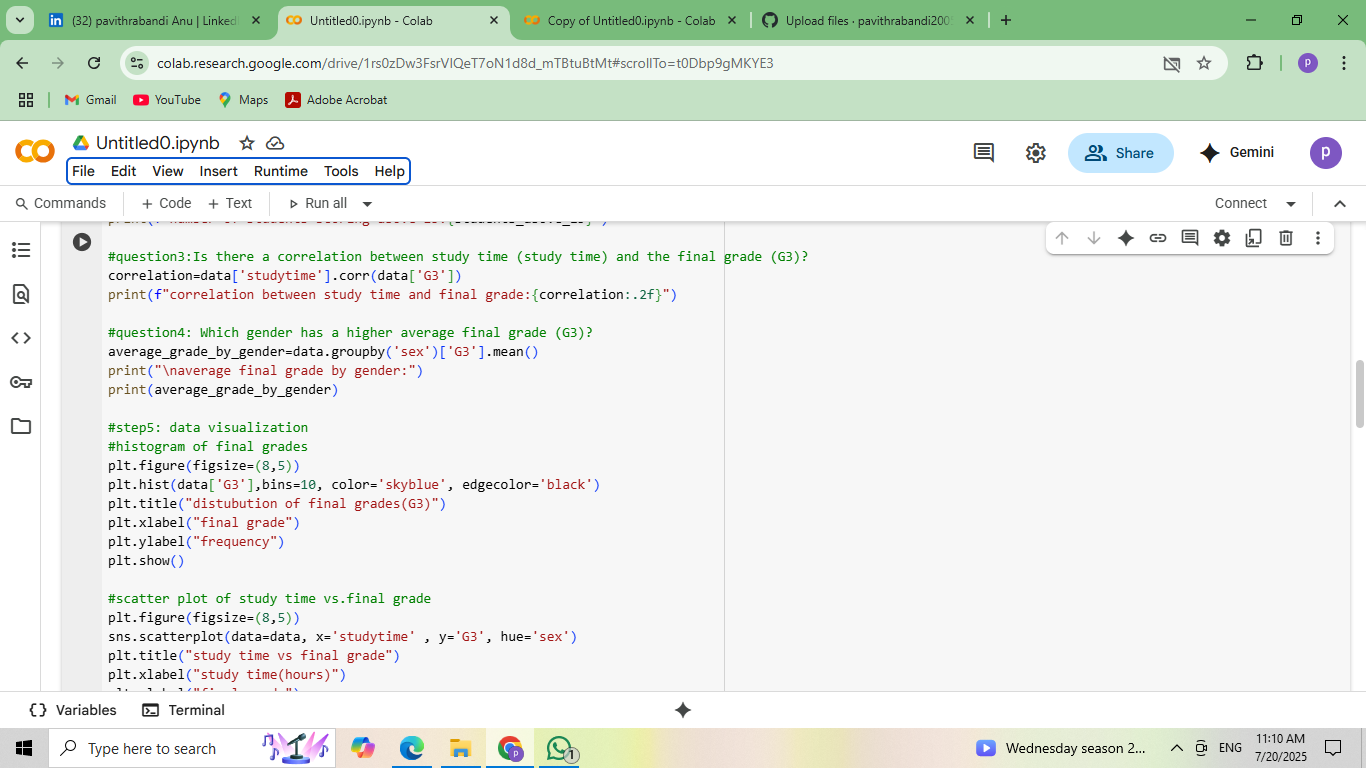 (32) pavithrabandi Anu | Linked
Untitled0.ipynb - Colab
Copy of Untitled0.ipynb - Colab
Upload files · pavithrabandi200
colab.research.google.com/drive/1rs0zDw3FsrVIQeT7oN1d8d_mTBtuBtMt#scrollTo=t0Dbp9gMKYE3
p
Gmail
YouTube
Maps
Adobe Acrobat
Untitled0.ipynb
File Edit View Insert Runtime Tools Help
Share
Gemini
p
Commands
+ Code
+ Text
Run all
Connect
#question3:Is there a correlation between study time (study time) and the final grade (G3)?
correlation=data['studytime'].corr(data['G3'])
print(f"correlation between study time and final grade:{correlation:.2f}")
#question4: Which gender has a higher average final grade (G3)?
average_grade_by_gender=data.groupby('sex')['G3'].mean()
print("\naverage final grade by gender:")
print(average_grade_by_gender)
#step5: data visualization
#histogram of final grades
plt.figure(figsize=(8,5))
plt.hist(data['G3'],bins=10, color='skyblue', edgecolor='black')
plt.title("distubution of final grades(G3)")
plt.xlabel("final grade")
plt.ylabel("frequency")
plt.show()
#scatter plot of study time vs.final grade
plt.figure(figsize=(8,5))
sns.scatterplot(data=data, x='studytime' , y='G3', hue='sex')
plt.title("study time vs final grade")
plt.xlabel("study time(hours)")
Variables
Terminal
Type here to search
p
1
Wednesday season 2...
ENG
11:10 AM
7/20/2025